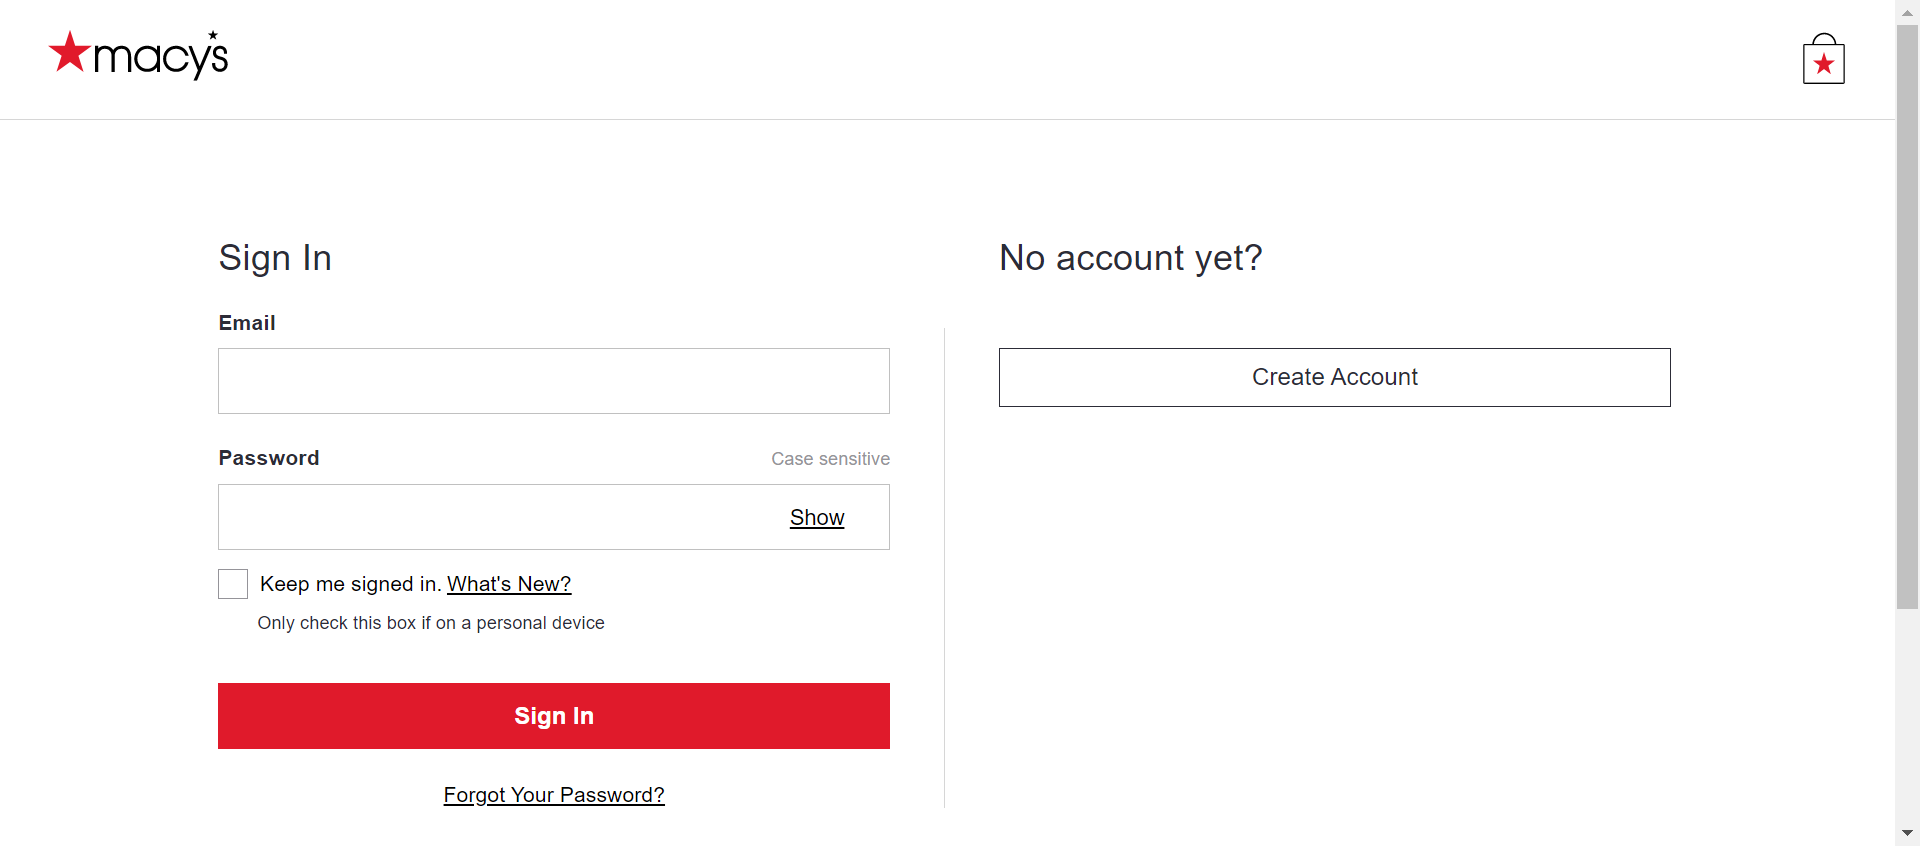 macy's
Sign In
Email
Password
Case sensitive
Show
Keep me signed in. What's New?
Only check this box if on a personal device
Sign In
Forgot Your Password?
No account yet?
Create Account